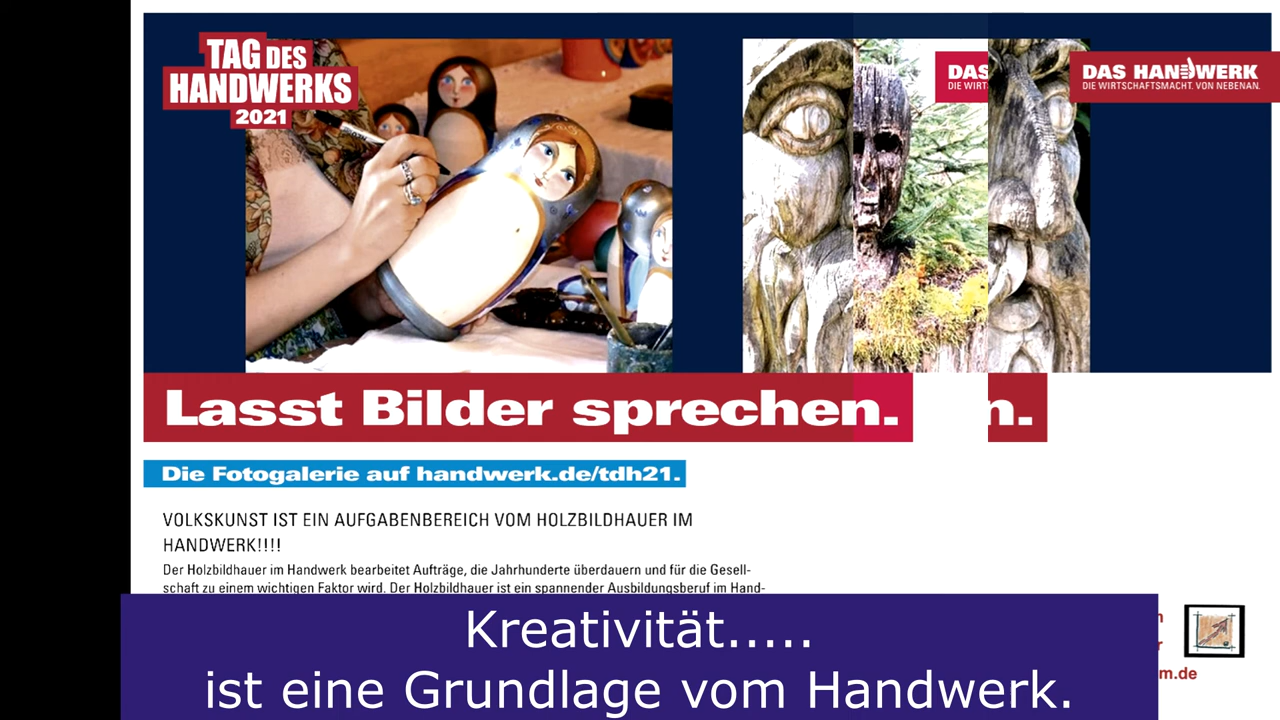 TAG DES
HANDWERKS
2021
DAS
DIE WIRT
DAS HANDWERK
DIE WIRTSCHAFTSMACHT. VON NEBENAN.
Lasst Bilder sprechen.
n.
Die Fotogalerie auf handwerk.de/tdh21.
VOLKSKUNST IST EIN AUFGABENBEREICH VOM HOLZBILDHAUER IM
HANDWERK!!!!
Der Holzbildhauer im Handwerk bearbeitet Aufträge, die Jahrhunderte überdauern und für die Gesell-
schaft zu einem wichtigen Faktor wird. Der Holzbildhauer ist ein spannender Ausbildungsberuf im Hand-
m.de
Kreativität.....
ist eine Grundlage vom Handwerk.